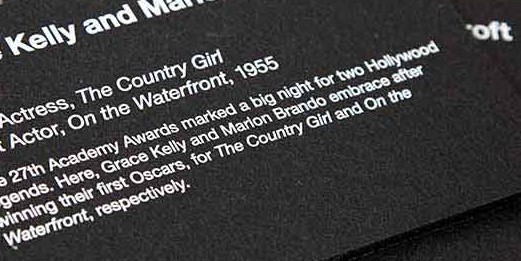 Kelly and Mar
Actress, The Country Girl
t Actor, On the Waterfront, 1955
e 27th Academy Awards marked a big night for two Hollywood
gends. Here, Grace Kelly and Marlon Brando embrace after
winning their first Oscars, for The Country Girl and On the
Waterfront, respectively.
roft